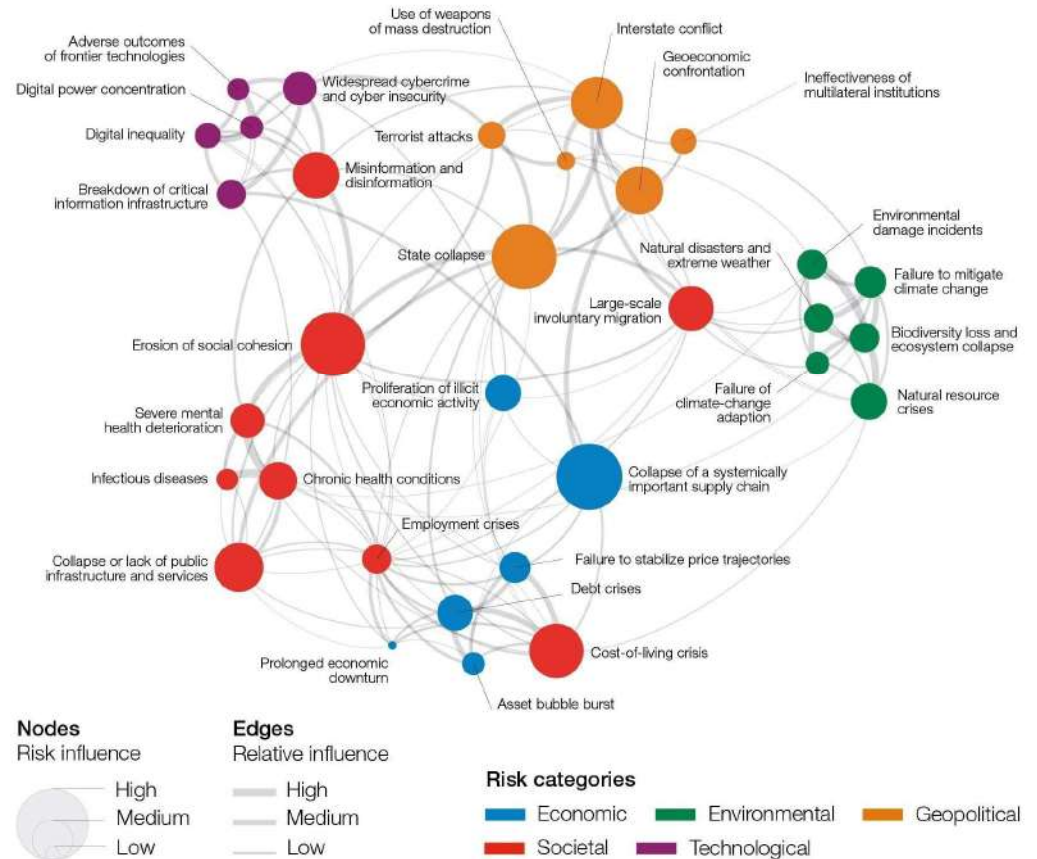 Use of weapons
of mass destruction
Interstate conflict
Adverse outcomes
of frontier technologies
Geoeconomic
confrontation
Digital power concentration
Widespread cybercrime
and cyber insecurity
Ineffectiveness of
multilateral institutions
Digital inequality
Terrorist attacks
Misinformation and
disinformation
Breakdown of critical
information infrastructure
Environmental
damage incidents
State collapse
Natural disasters and
extreme weather
Failure to mitigate
climate change
Large-scale
involuntary migration
Erosion of social cohesion
Biodiversity loss and
ecosystem collapse
Proliferation of illicit
economic activity
Failure of
climate-change
adaption
Natural resource
crises
Severe mental
health deterioration
Infectious diseases
Chronic health conditions
Collapse of a systemically
important supply chain
Employment crises
Collapse or lack of public
infrastructure and services
Failure to stabilize price trajectories
Debt crises
Prolonged economic
downturn
Cost-of-living crisis
Asset bubble burst
Nodes
Risk influence
High
Medium
Low
Edges
Relative influence
High
Medium
Low
Risk categories
Economic
Environmental
Geopolitical
Societal
Technological